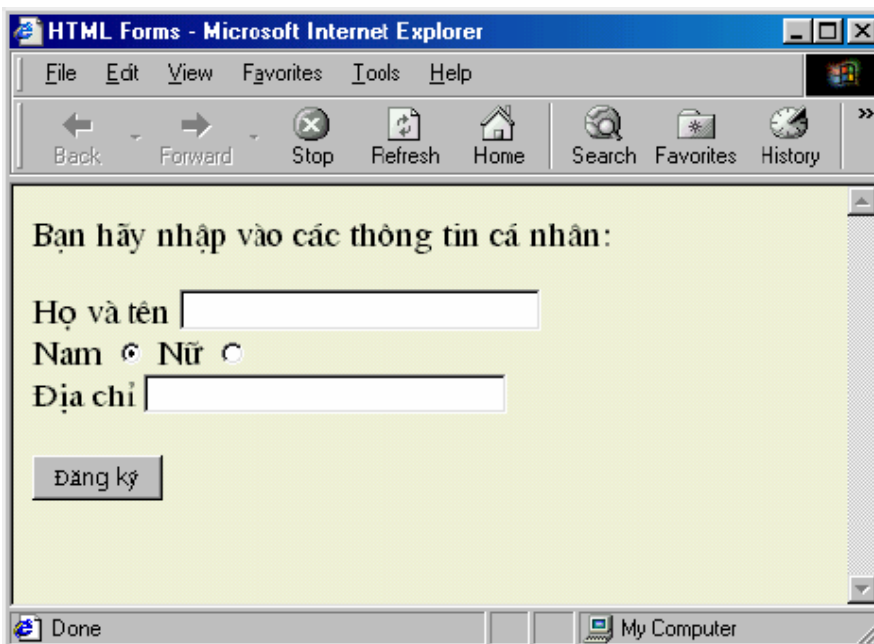 HTML Forms - Microsoft Internet Explorer
File Edit View Favorites Tools Help
Back Forward Stop Refresh Home Search Favorites History »
Bạn hãy nhập vào các thông tin cá nhân:
Họ và tên
Nam Nữ
Địa chỉ
Đăng ký
Done My Computer